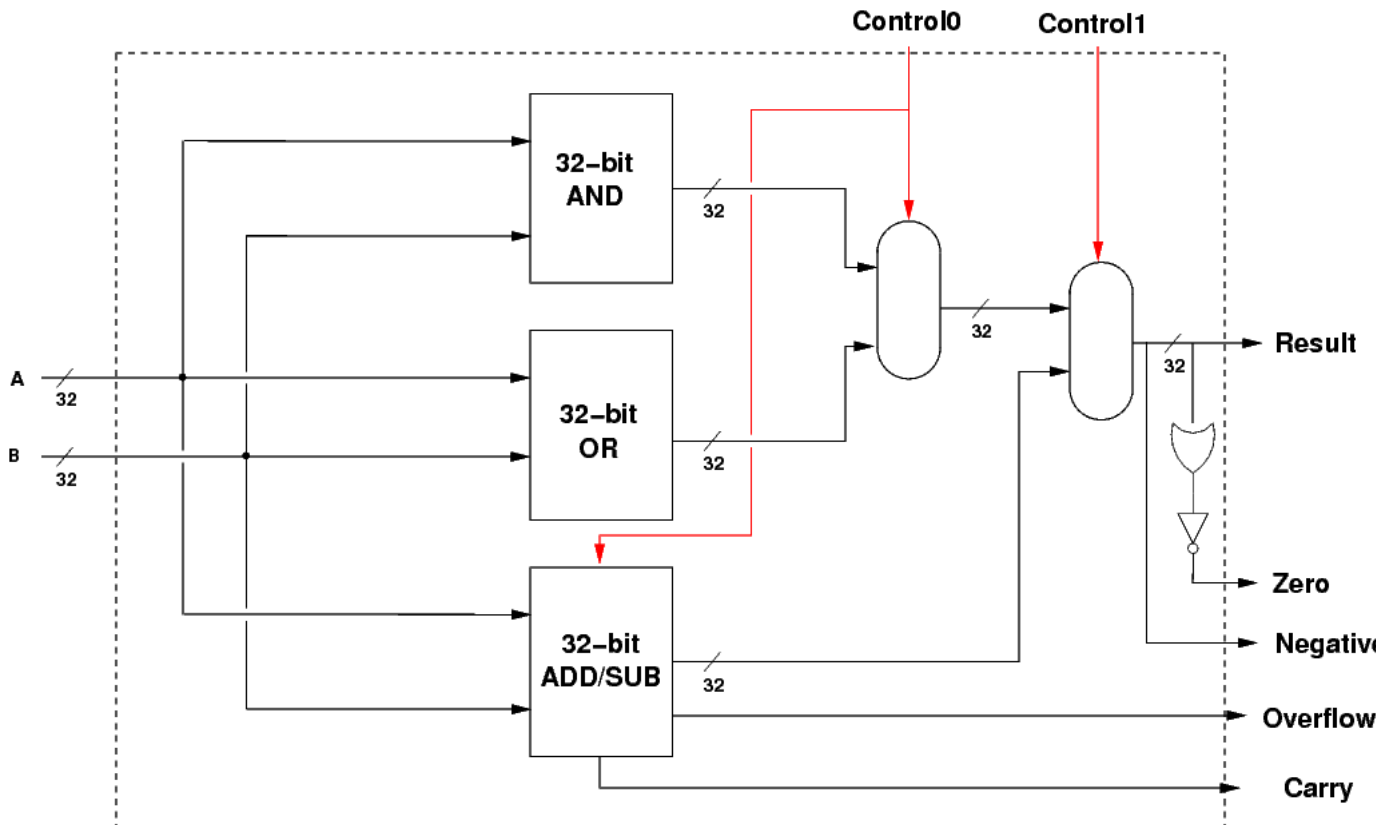 Control0
Control1
32−bit
AND
32
32−bit
OR
32
32
32
Result
A
32
B
32
32−bit
ADD/SUB
32
Zero
Negative
Overflow
Carry